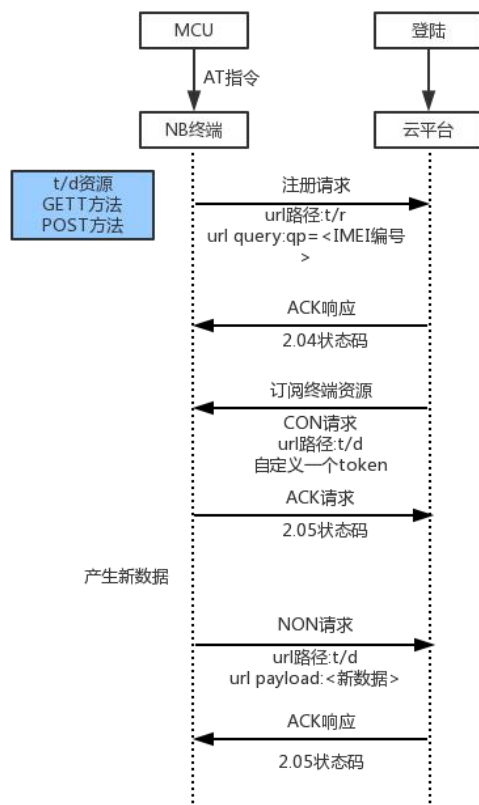 MCU
登陆
AT指令
NB终端
云平台
t/d资源
GETT方法
POST方法
注册请求
url路径:t/r
url query:qp=<IMEI编号
>
ACK响应
2.04状态码
订阅终端资源
CON请求
url路径:t/d
自定义一个token
ACK请求
2.05状态码
产生新数据
NON请求
url路径:t/d
url payload:<新数据>
ACK响应
2.05状态码